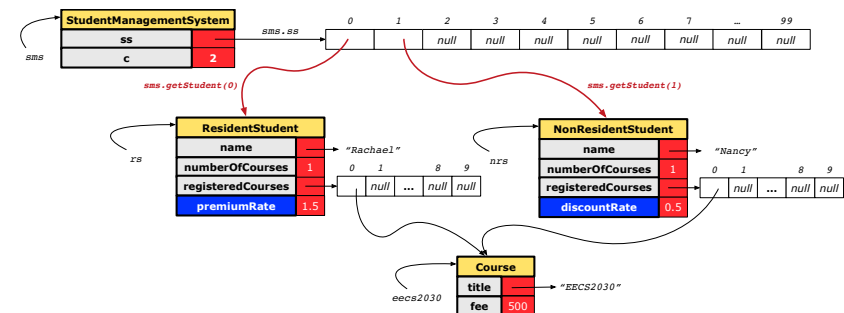 StudentManagementSystem
ss
c 2
sms
sms.ss
0 1 2 3 4 5 6 7 … 99
null null null null null null null null
sms.getStudent(0)
sms.getStudent(1)
ResidentStudent
name
numberOfCourses 1
registeredCourses
premiumRate 1.5
rs
"Rachael"
0 1 8 9
null ... null null
NonResidentStudent
name
numberOfCourses 1
registeredCourses
discountRate 0.5
nrs
"Nancy"
0 1 8 9
null ... null null
Course
title
fee 500
eecs2030
"EECS2030"